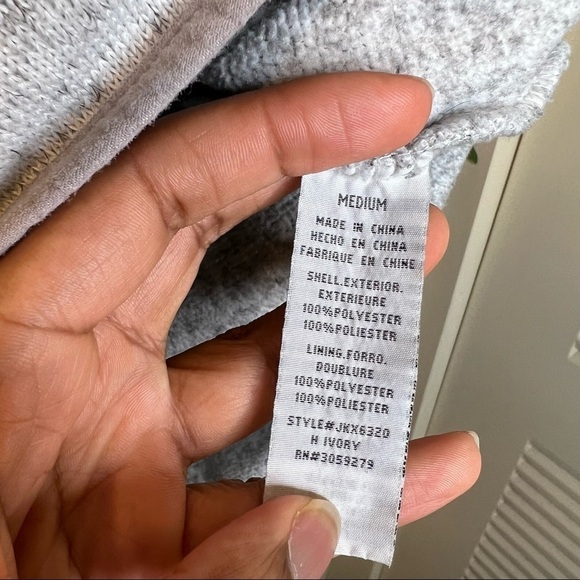 MEDIUM
MADE IN CHINA
HECHO EN CHINA
FABRIQUE EN CHINE
SHELL.EXTERIOR.
EXTERIEURE
100%POLYESTER
100%POLIESTER
LINING.FORRO.
DOUBLURE
100%POLYESTER
100%POLIESTER
STYLE#JKX6320
H IVORY
RN#3059279